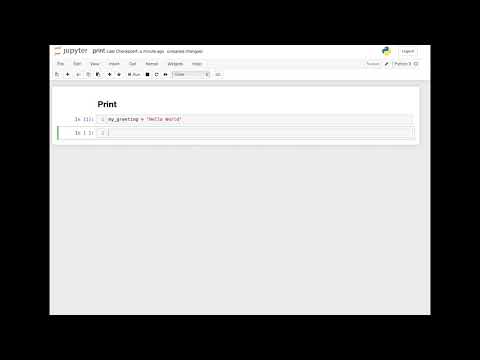 jupyter print Last Checkpoint: a minute ago (unsaved changes) Logout
File Edit View Insert Cell Kernel Widgets Help Trusted Python 3
Run Code
Print
In [1]: 1 my_greeting = "Hello World"
In [ ]: 2